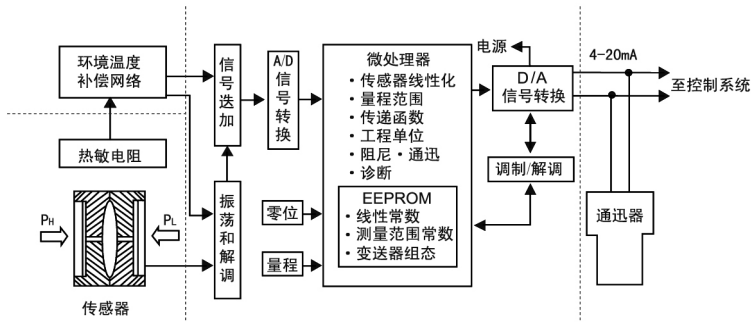 环境温度
补偿网络
热敏电阻
PH
PL
传感器
信号迭加
振荡和解调
A/D
信号转换
零位
量程
微处理器
·传感器线性化
·量程范围
·传递函数
·工程单位
·阻尼·通迅
·诊断
EEPROM
·线性常数
·测量范围常数
·变送器组态
电源
D/A
信号转换
调制/解调
4-20mA
至控制系统
通迅器